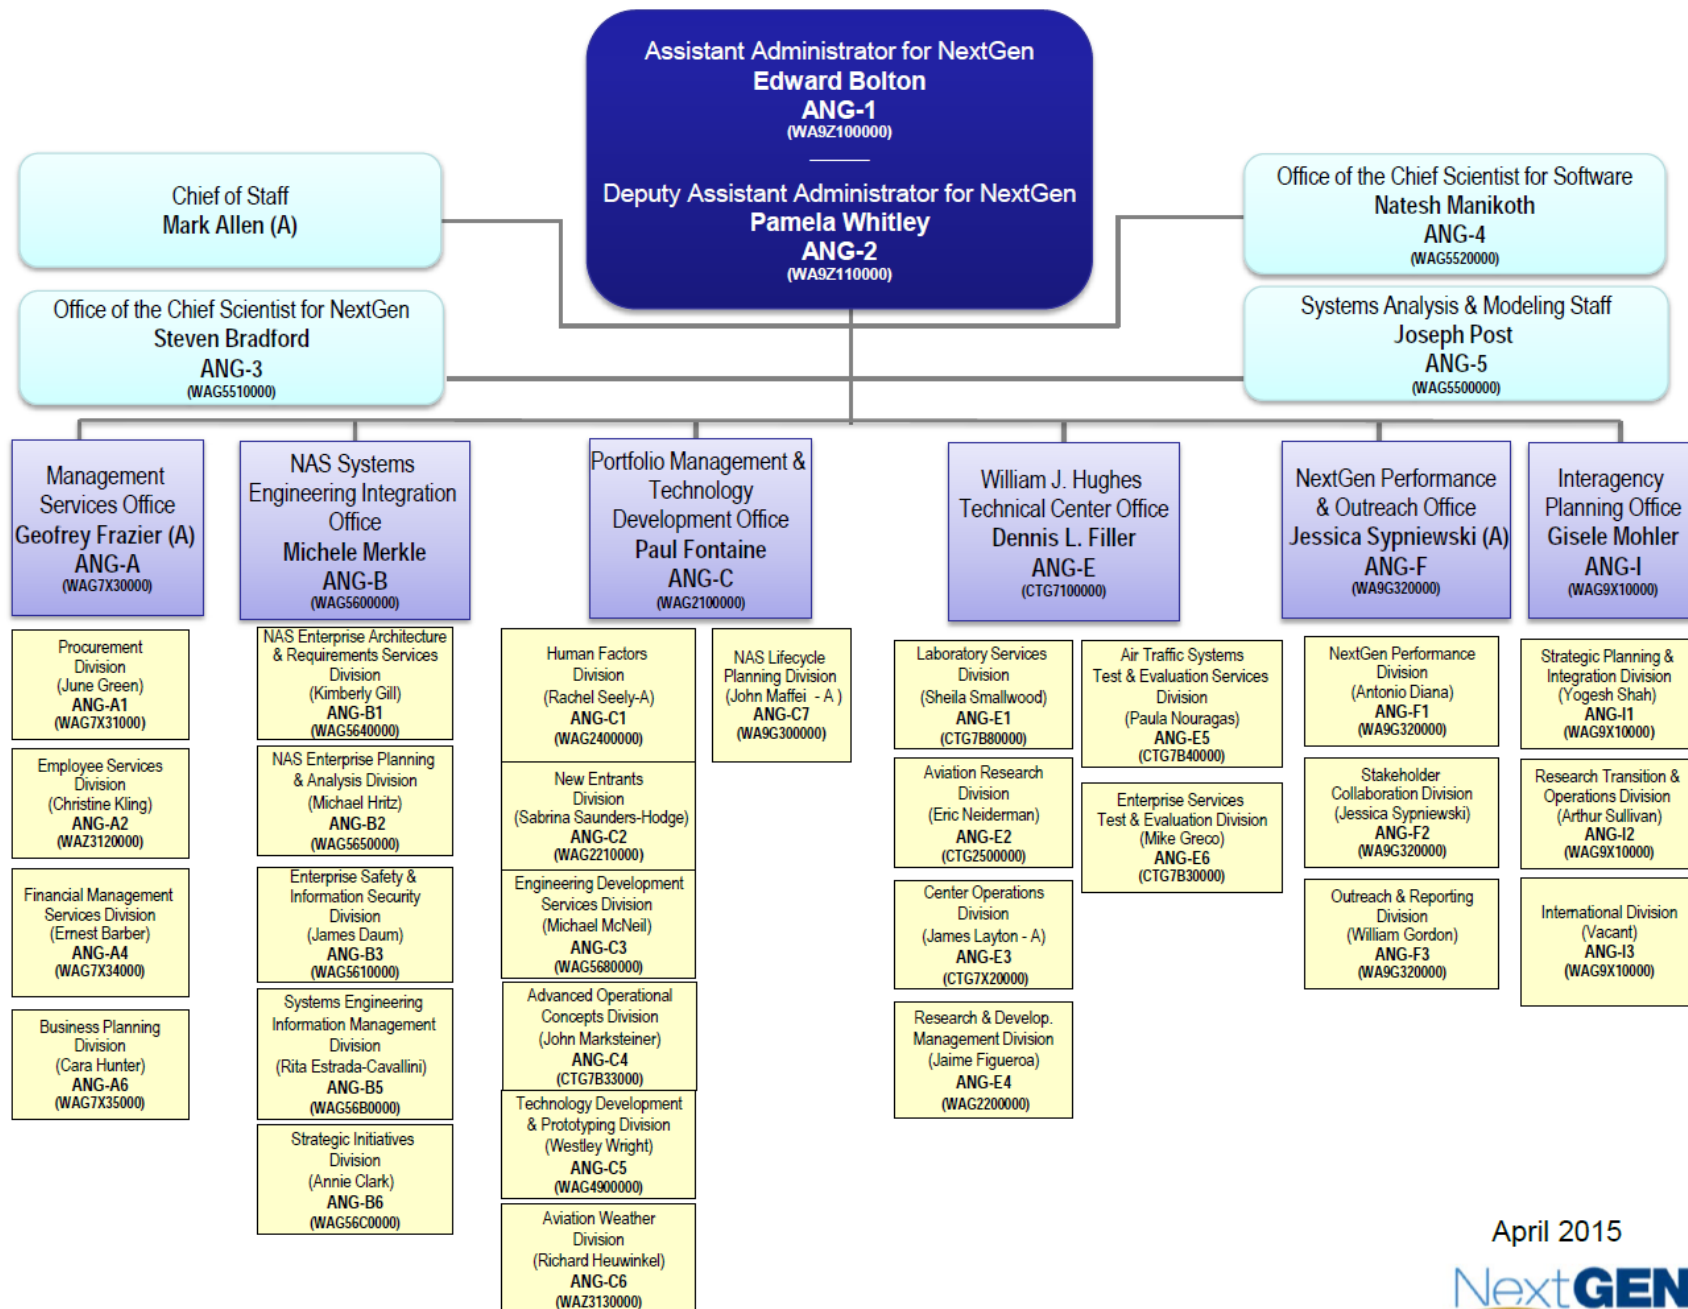 Assistant Administrator for NextGen
Edward Bolton
ANG-1
(WA9Z100000)
Deputy Assistant Administrator for NextGen
Pamela Whitley
ANG-2
(WA9Z110000)
Chief of Staff
Mark Allen (A)
Office of the Chief Scientist for Software
Natesh Manikoth
ANG-4
(WAG5520000)
Office of the Chief Scientist for NextGen
Steven Bradford
ANG-3
(WAG5510000)
Systems Analysis & Modeling Staff
Joseph Post
ANG-5
(WAG5500000)
Management
Services Office
Geofrey Frazier (A)
ANG-A
(WAG7X30000)
NAS Systems
Engineering Integration
Office
Michele Merkle
ANG-B
(WAG5600000)
Portfolio Management &
Technology
Development Office
Paul Fontaine
ANG-C
(WAG2100000)
William J. Hughes
Technical Center Office
Dennis L. Filler
ANG-E
(CTG7100000)
NextGen Performance
& Outreach Office
Jessica Sypniewski (A)
ANG-F
(WA9G320000)
Interagency
Planning Office
Gisele Mohler
ANG-I
(WAG9X10000)
Procurement
Division
(June Green)
ANG-A1
(WAG7X31000)
Employee Services
Division
(Christine Kling)
ANG-A2
(WAZ3120000)
Financial Management
Services Division
(Ernest Barber)
ANG-A4
(WAG7X34000)
Business Planning
Division
(Cara Hunter)
ANG-A6
(WAG7X35000)
NAS Enterprise Architecture
& Requirements Services
Division
(Kimberly Gill)
ANG-B1
(WAG5640000)
NAS Enterprise Planning
& Analysis Division
(Michael Hritz)
ANG-B2
(WAG5650000)
Enterprise Safety &
Information Security
Division
(James Daum)
ANG-B3
(WAG5610000)
Systems Engineering
Information Management
Division
(Rita Estrada-Cavallini)
ANG-B5
(WAG56B0000)
Strategic Initiatives
Division
(Annie Clark)
ANG-B6
(WAG56C0000)
Human Factors
Division
(Rachel Seely-A)
ANG-C1
(WAG2400000)
New Entrants
Division
(Sabrina Saunders-Hodge)
ANG-C2
(WAG2210000)
Engineering Development
Services Division
(Michael McNeil)
ANG-C3
(WAG5680000)
Advanced Operational
Concepts Division
(John Marksteiner)
ANG-C4
(CTG7B33000)
Technology Development
& Prototyping Division
(Westley Wright)
ANG-C5
(WAG4900000)
Aviation Weather
Division
(Richard Heuwinkel)
ANG-C6
(WAZ3130000)
NAS Lifecycle
Planning Division
(John Maffei - A )
ANG-C7
(WA9G300000)
Laboratory Services
Division
(Sheila Smallwood)
ANG-E1
(CTG7B80000)
Aviation Research
Division
(Eric Neiderman)
ANG-E2
(CTG2500000)
Center Operations
Division
(James Layton - A)
ANG-E3
(CTG7X20000)
Research & Develop.
Management Division
(Jaime Figueroa)
ANG-E4
(WAG2200000)
Air Traffic Systems
Test & Evaluation Services
Division
(Paula Nouragas)
ANG-E5
(CTG7B40000)
Enterprise Services
Test & Evaluation Division
(Mike Greco)
ANG-E6
(CTG7B30000)
NextGen Performance
Division
(Antonio Diana)
ANG-F1
(WA9G320000)
Stakeholder
Collaboration Division
(Jessica Sypniewski)
ANG-F2
(WA9G320000)
Outreach & Reporting
Division
(William Gordon)
ANG-F3
(WA9G320000)
Strategic Planning &
Integration Division
(Yogesh Shah)
ANG-I1
(WAG9X10000)
Research Transition &
Operations Division
(Arthur Sullivan)
ANG-I2
(WAG9X10000)
International Division
(Vacant)
ANG-I3
(WAG9X10000)
April 2015
NextGEN